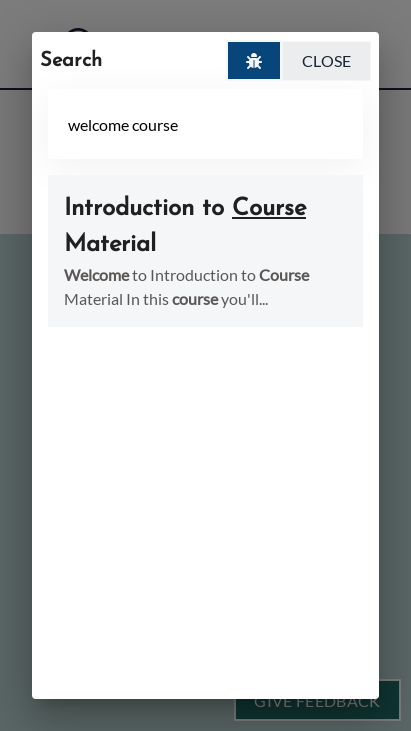 Search
CLOSE
welcome course
Introduction to Course
Material
Welcome to Introduction to Course
Material In this course you'll...
GIVE FEEDBACK